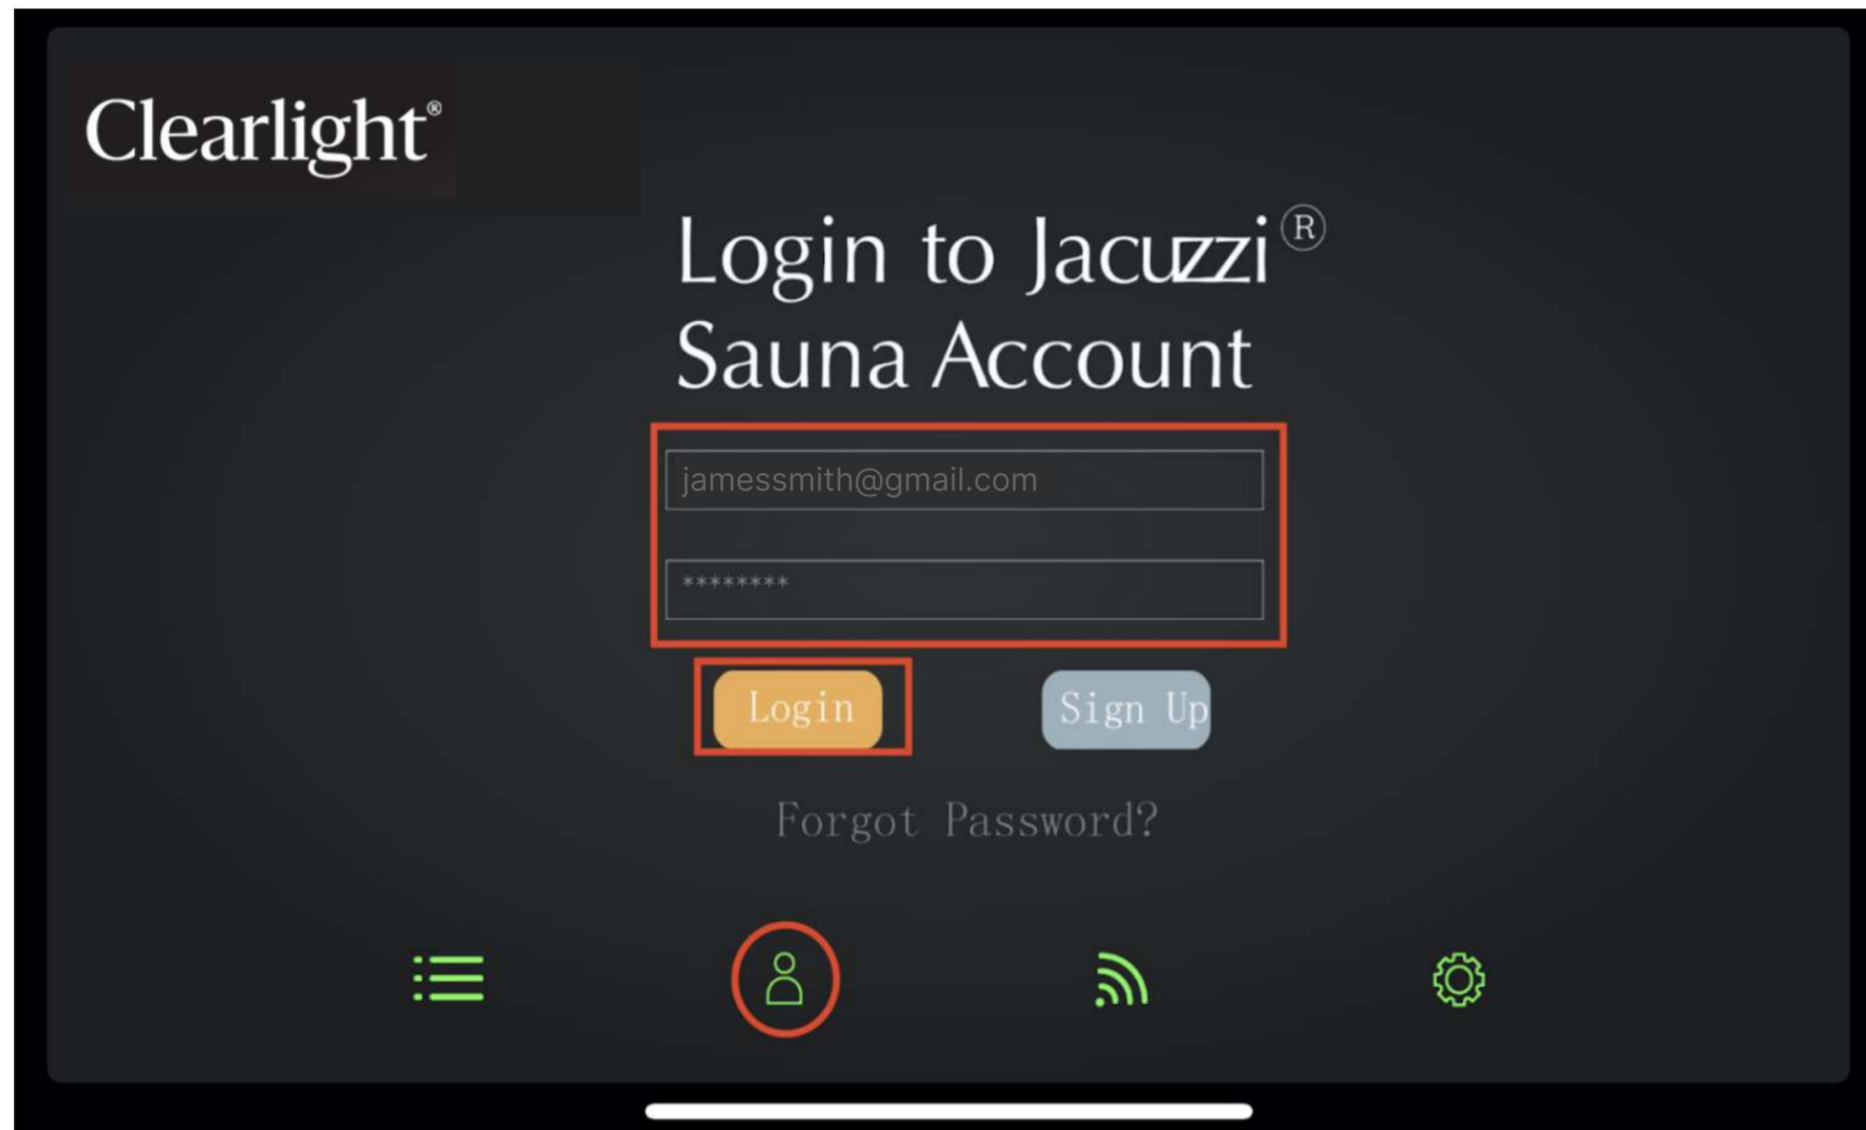 Clearlight®
Login to Jacuzzi®
Sauna Account
jamessmith@gmail.com
********
Login
Sign Up
Forgot Password?